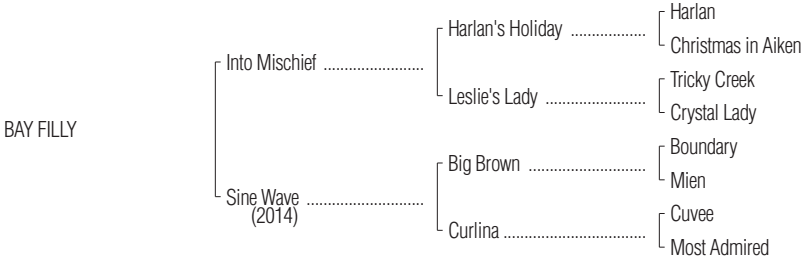 Harlan
Harlan's Holiday ...................
Christmas in Aiken
Into Mischief .........................
Tricky Creek
Leslie's Lady .........................
Crystal Lady
BAY FILLY
Boundary
Big Brown .............................
Mien
Sine Wave .............................
(2014)
Cuvee
Curlina ...................................
Most Admired